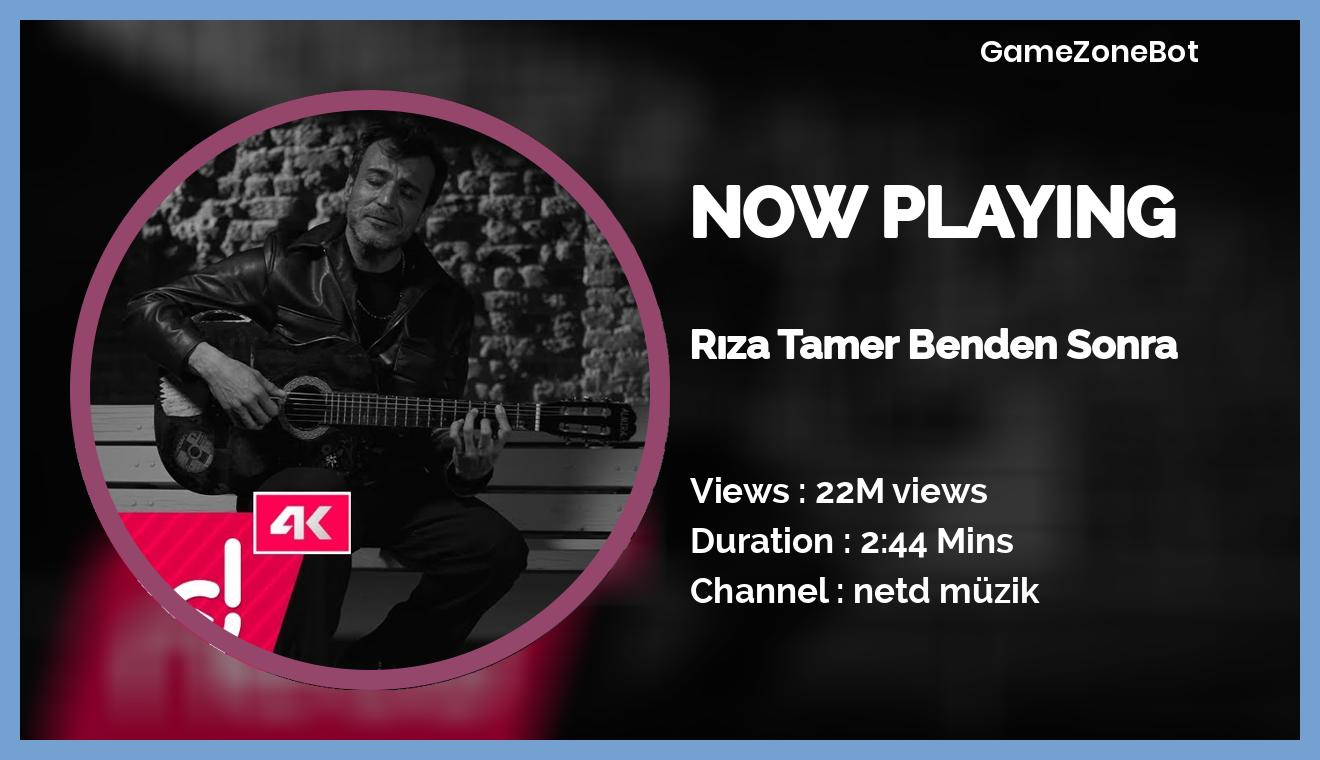 GameZoneBot
NOW PLAYING
Rıza Tamer Benden Sonra
Views : 22M views
Duration : 2:44 Mins
Channel : netd müzik
4K
d